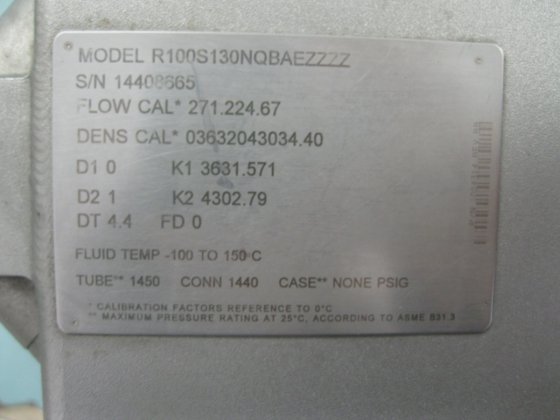 MODEL R100S130NQBAEZZZZ
S/N 14408665
FLOW CAL* 271.224.67
DENS CAL* 03632043034.40
D1 0 K1 3631.571
D2 1 K2 4302.79
DT 4.4 FD 0
FLUID TEMP -100 TO 150°C
TUBE** 1450 CONN 1440 CASE** NONE PSIG
* CALIBRATION FACTORS REFERENCE TO 0°C
** MAXIMUM PRESSURE RATING AT 25°C, ACCORDING TO ASME B31.3